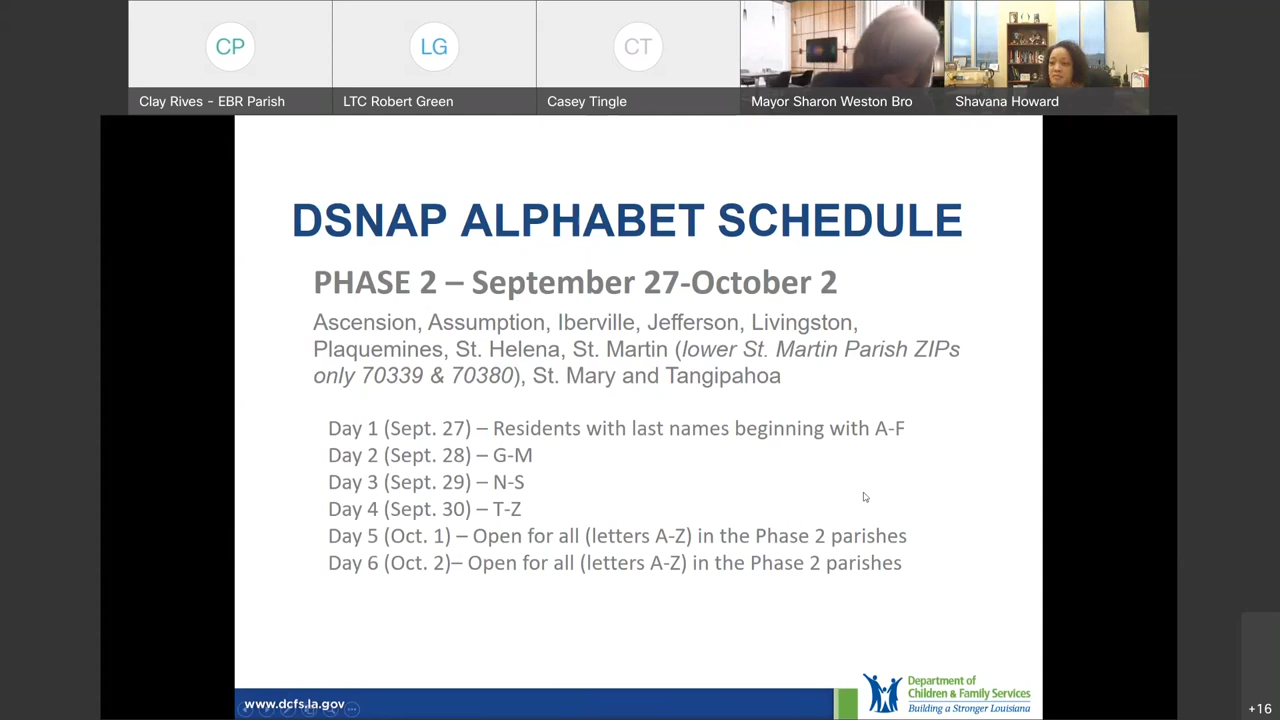 CP
LG
CT
Clay Rives - EBR Parish
LTC Robert Green
Casey Tingle
Mayor Sharon Weston Bro
Shavana Howard
DSNAP ALPHABET SCHEDULE
PHASE 2 – September 27-October 2
Ascension, Assumption, Iberville, Jefferson, Livingston,
Plaquemines, St. Helena, St. Martin (lower St. Martin Parish ZIPs
only 70339 & 70380), St. Mary and Tangipahoa
Day 1 (Sept. 27) – Residents with last names beginning with A-F
Day 2 (Sept. 28) – G-M
Day 3 (Sept. 29) – N-S
Day 4 (Sept. 30) – T-Z
Day 5 (Oct. 1) – Open for all (letters A-Z) in the Phase 2 parishes
Day 6 (Oct. 2)– Open for all (letters A-Z) in the Phase 2 parishes
www.dcfs.la.gov
Department of
Children & Family Services
Building a Stronger Louisiana
+16